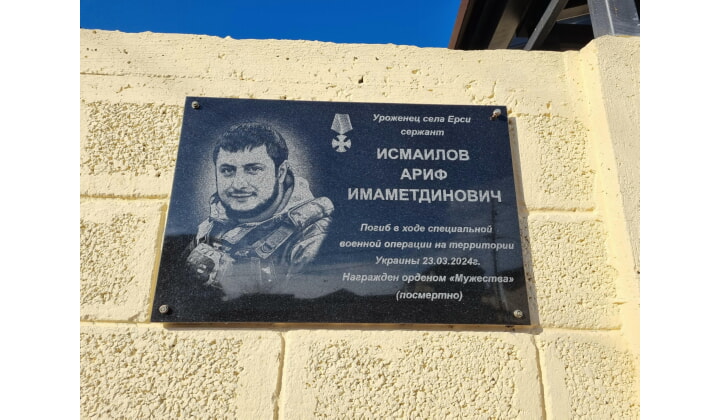 Уроженец села Ерси
сержант
ИСМАИЛОВ
АРИФ
ИМАМЕТДИНОВИЧ
Погиб в ходе специальной
военной операции на территории
Украины 23.03.2024г.
Награжден орденом «Мужества»
(посмертно)